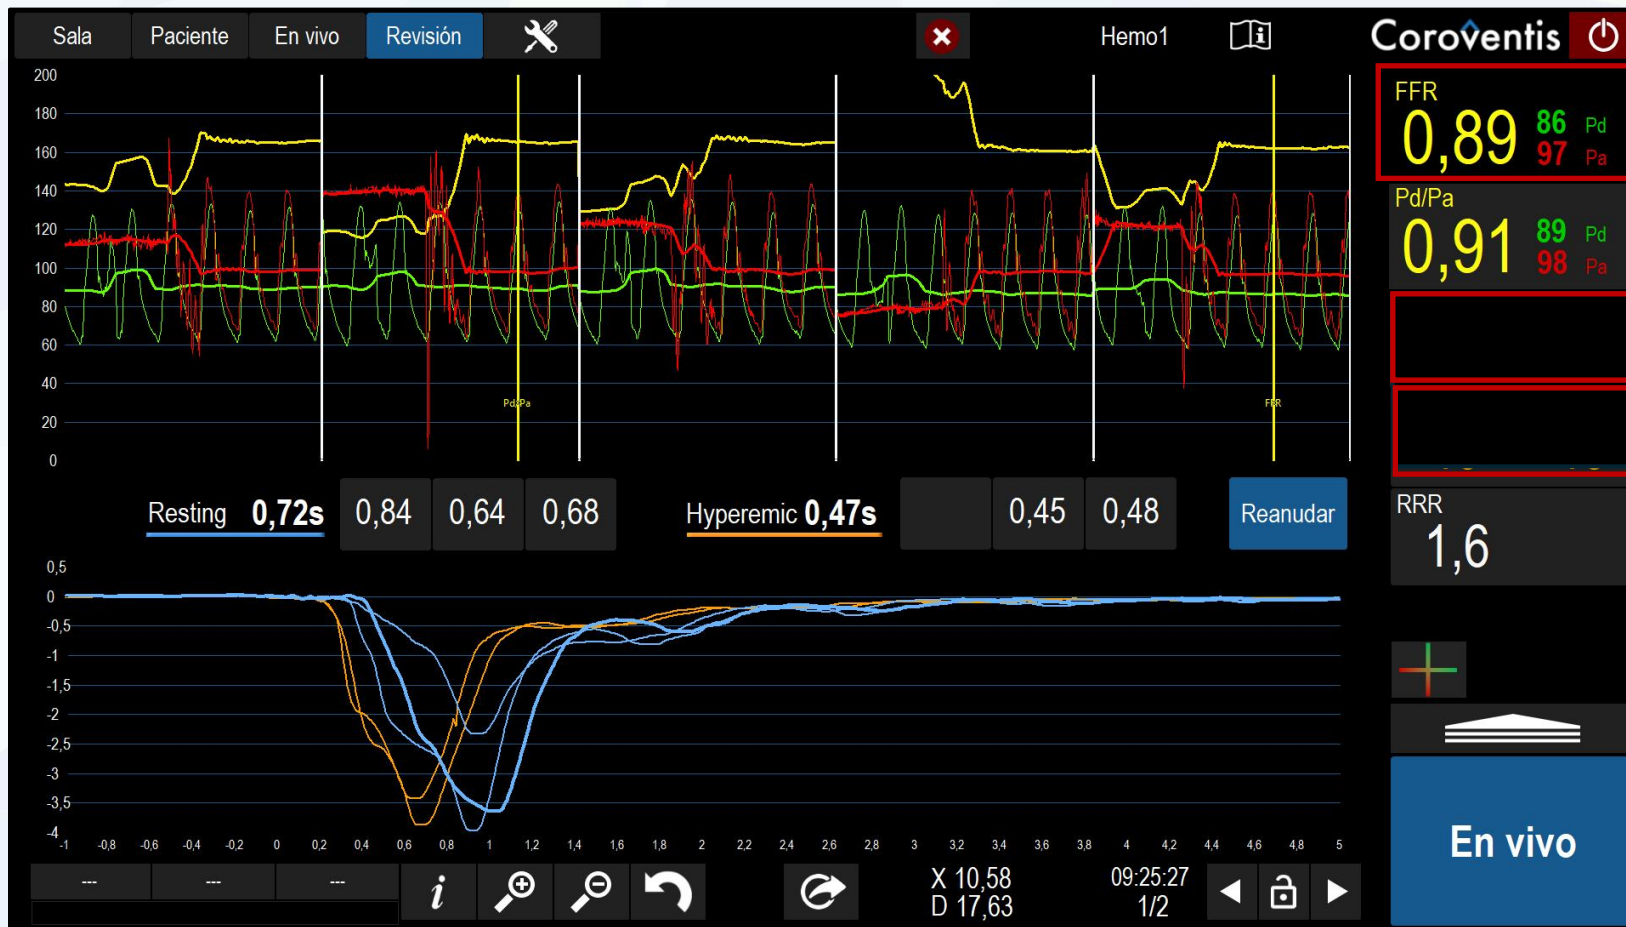 Sala Paciente En vivo Revisión Hemo1 Coroventis
FFR
0,89 86 Pd
97 Pa
Pd/Pa
0,91 89 Pd
98 Pa
RRR
1,6
En vivo
200
180
160
140
120
100
80
60
40
20
0
Pd/Pa FFR
Resting 0,72s 0,84 0,64 0,68 Hyperemic 0,47s 0,45 0,48 Reanudar
0,5
0
-0,5
-1
-1,5
-2
-2,5
-3
-3,5
-4
-1 -0,8 -0,6 -0,4 -0,2 0 0,2 0,4 0,6 0,8 1 1,2 1,4 1,6 1,8 2 2,2 2,4 2,6 2,8 3 3,2 3,4 3,6 3,8 4 4,2 4,4 4,6 4,8 5
--- --- --- i X 10,58 09:25:27
D 17,63 1/2